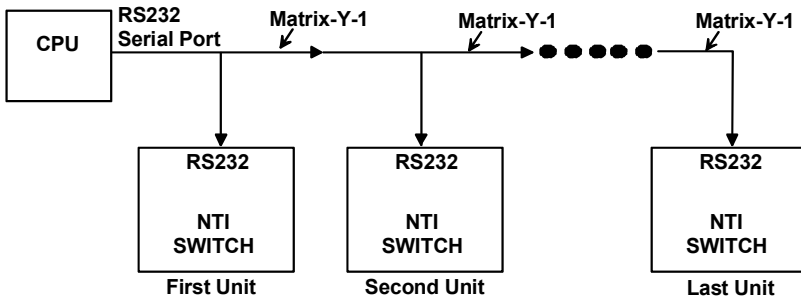 CPU
RS232
Serial Port
Matrix-Y-1
Matrix-Y-1
Matrix-Y-1
RS232
NTI
SWITCH
First Unit
RS232
NTI
SWITCH
Second Unit
RS232
NTI
SWITCH
Last Unit